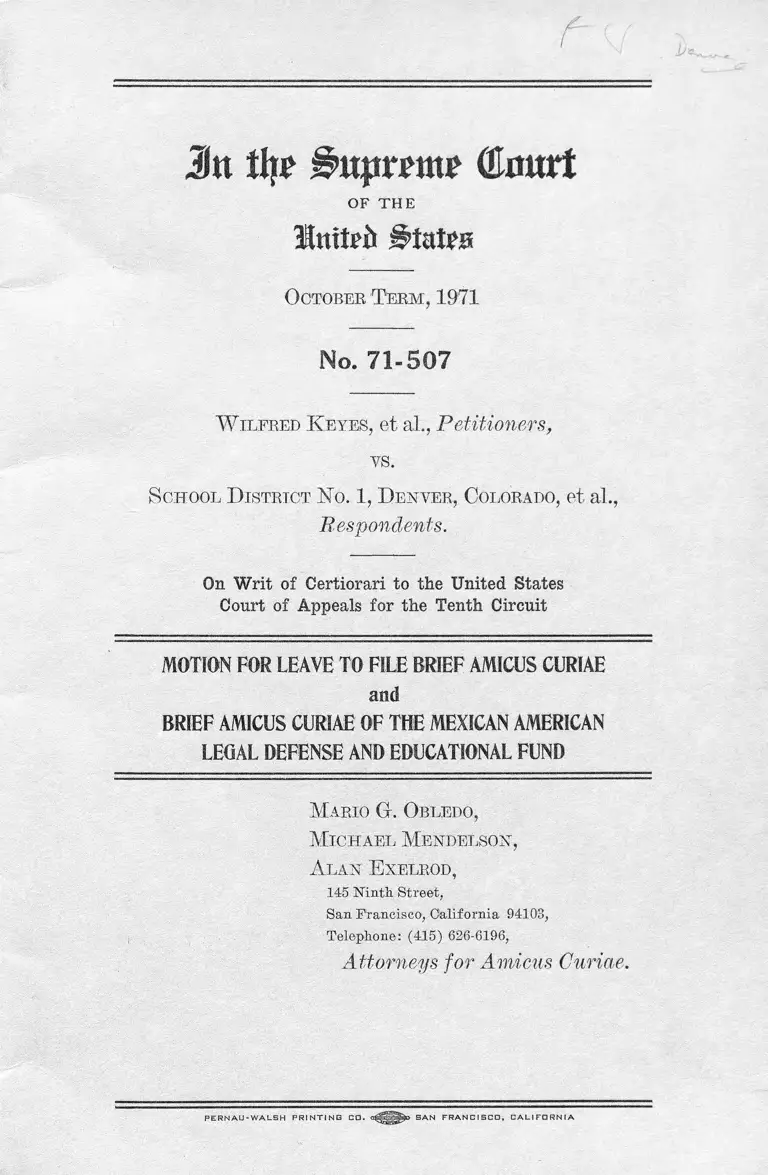 In the Supreme Court
OF THE
United States
OCTOBER TERM, 1971
No. 71-507
WILFRED KEYES, et al., Petitioners,
VS.
SCHOOL DISTRICT NO. 1, DENVER, COLORADO, et al.,
Respondents.
On Writ of Certiorari to the United States
Court of Appeals for the Tenth Circuit
MOTION FOR LEAVE TO FILE BRIEF AMICUS CURIAE
and
BRIEF AMICUS CURIAE OF THE MEXICAN AMERICAN
LEGAL DEFENSE AND EDUCATIONAL FUND
MARIO G. OBLEDO,
MICHAEL MENDELSON,
ALAN EXELROD,
145 Ninth Street,
San Francisco, California 94103,
Telephone: (415) 626-6196,
Attorneys for Amicus Curiae.
PERNAU-WALSH PRINTING CO. SAN FRANCISCO, CALIFORNIA